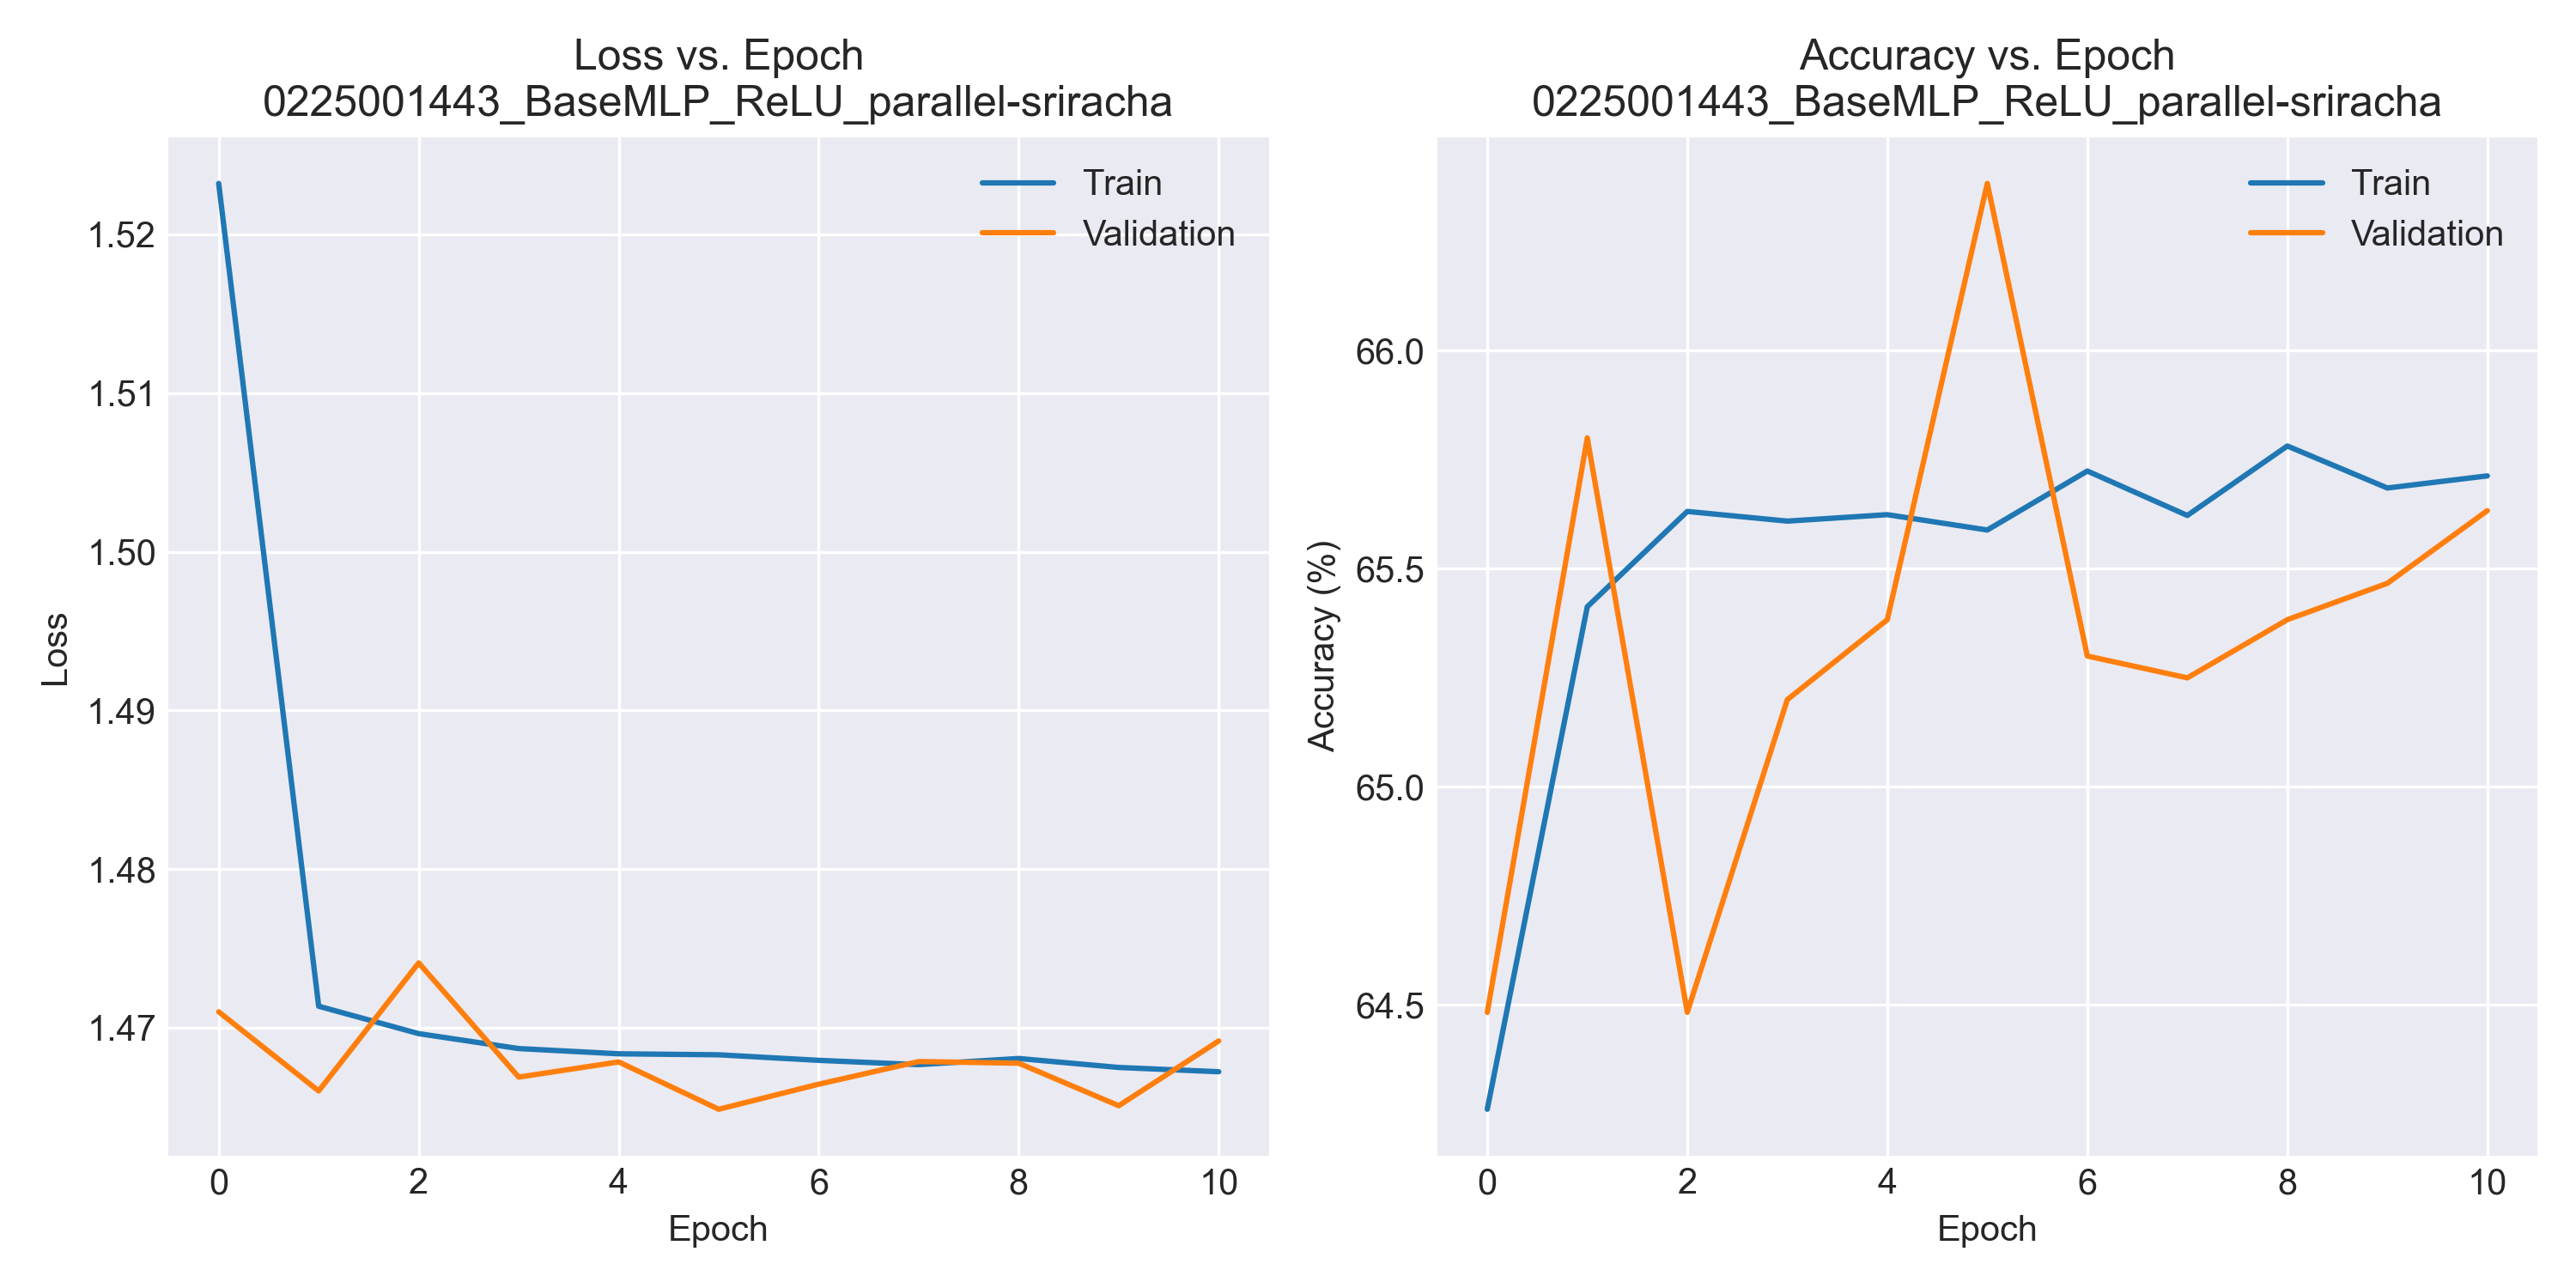 Loss vs. Epoch
0225001443_BaseMLP_ReLU_parallel-sriracha
Train
Validation
1.52
1.51
1.50
1.49
1.48
1.47
Loss
0 2 4 6 8 10
Epoch
Accuracy vs. Epoch
0225001443_BaseMLP_ReLU_parallel-sriracha
Train
Validation
66.0
65.5
65.0
64.5
Accuracy (%)
0 2 4 6 8 10
Epoch